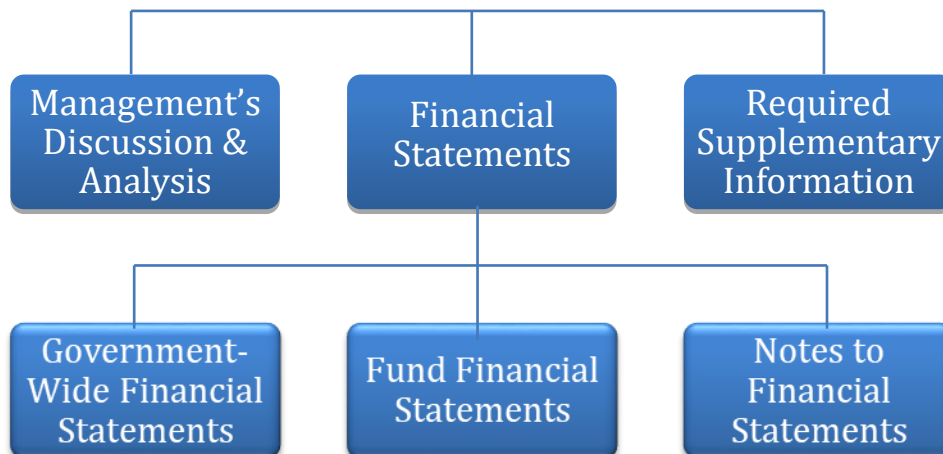 Management’s
Discussion &
Analysis
Financial
Statements
Required
Supplementary
Information
Government-
Wide Financial
Statements
Fund Financial
Statements
Notes to
Financial
Statements